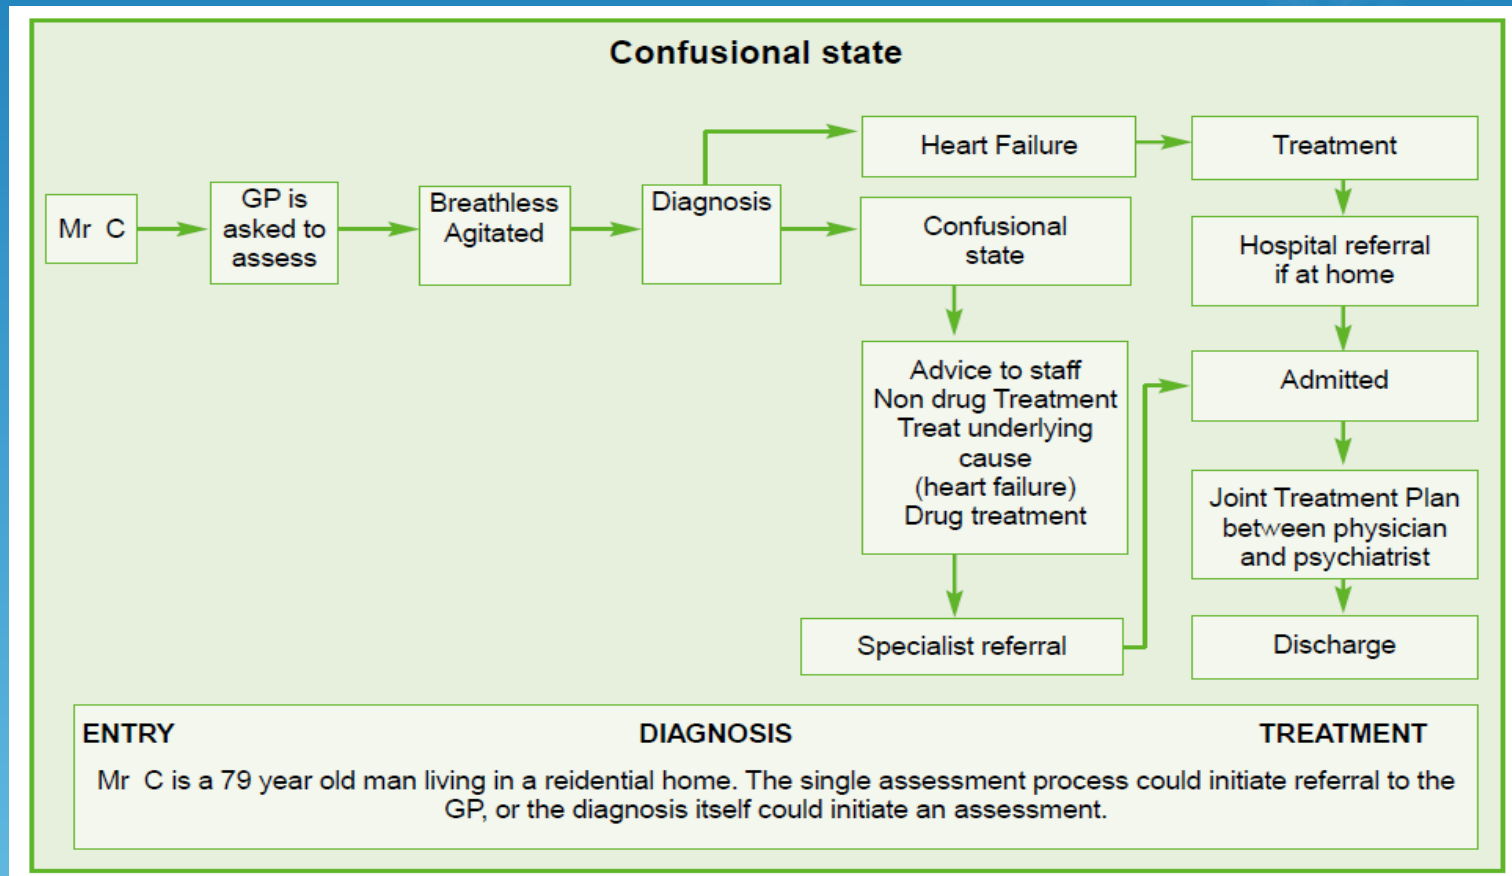 Confusional state
Mr C
GP is
asked to
assess
Breathless
Agitated
Diagnosis
Heart Failure
Treatment
Confusional
state
Hospital referral
if at home
Advice to staff
Non drug Treatment
Treat underlying
cause
(heart failure)
Drug treatment
Admitted
Joint Treatment Plan
between physician
and psychiatrist
Specialist referral
Discharge
ENTRY DIAGNOSIS TREATMENT
Mr C is a 79 year old man living in a reidential home. The single assessment process could initiate referral to the
GP, or the diagnosis itself could initiate an assessment.